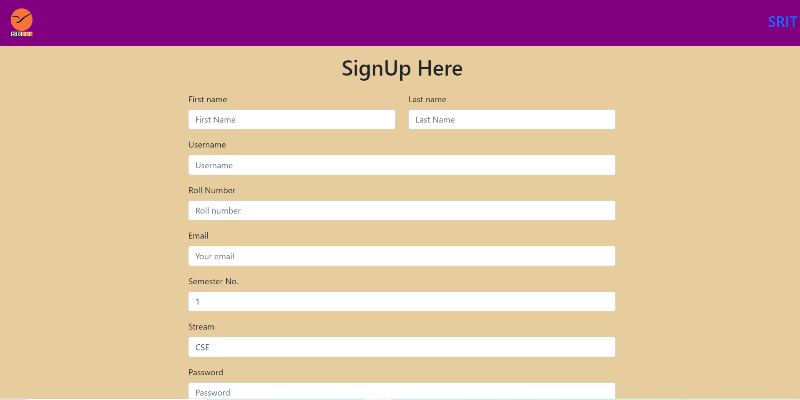 SRIT
SignUp Here
First name Last name
First Name Last Name
Username
Username
Roll Number
Roll number
Email
Your email
Semester No.
1
Stream
CSE
Password
Password